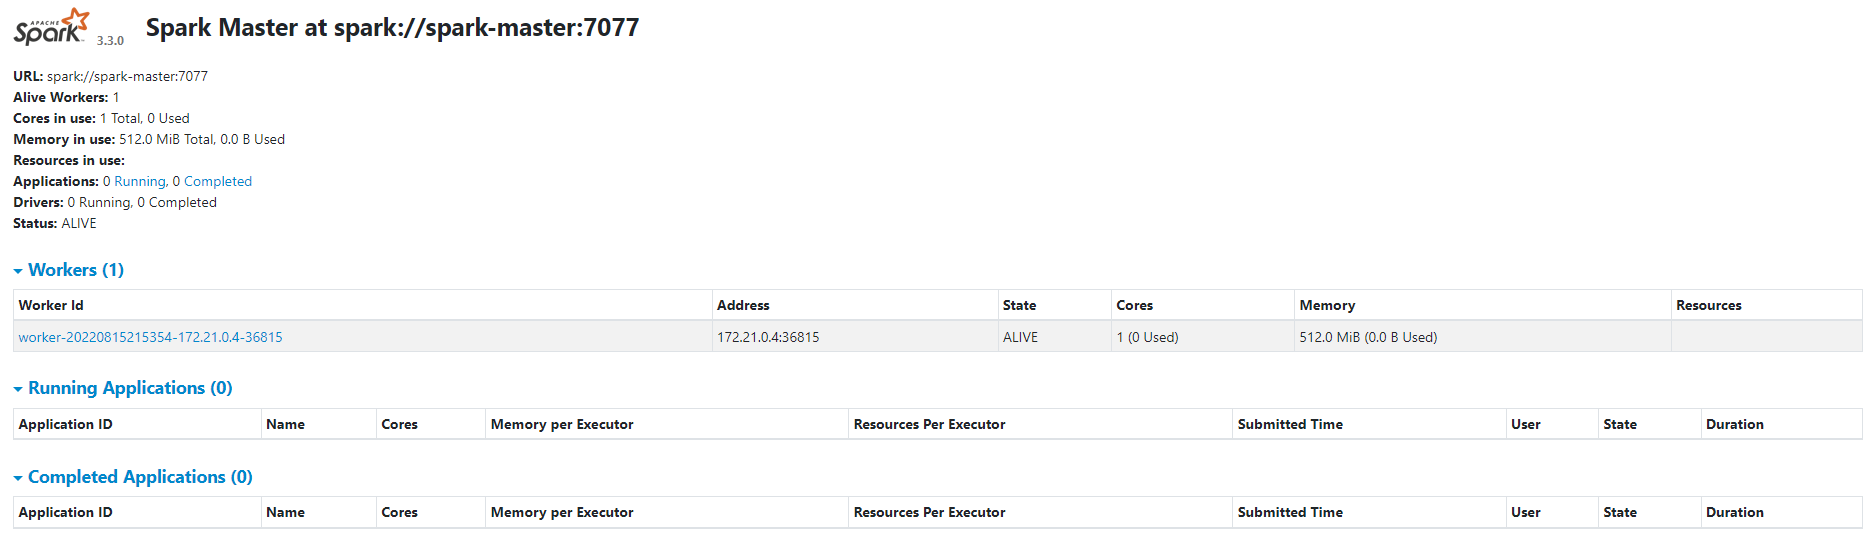 APACHE
Spark 3.3.0 Spark Master at spark://spark-master:7077
URL: spark://spark-master:7077
Alive Workers: 1
Cores in use: 1 Total, 0 Used
Memory in use: 512.0 MiB Total, 0.0 B Used
Resources in use:
Applications: 0 Running, 0 Completed
Drivers: 0 Running, 0 Completed
Status: ALIVE
Workers (1)
Worker Id Address State Cores Memory Resources
worker-20220815215354-172.21.0.4-36815 172.21.0.4:36815 ALIVE 1 (0 Used) 512.0 MiB (0.0 B Used)
Running Applications (0)
Application ID Name Cores Memory per Executor Resources Per Executor Submitted Time User State Duration
Completed Applications (0)
Application ID Name Cores Memory per Executor Resources Per Executor Submitted Time User State Duration